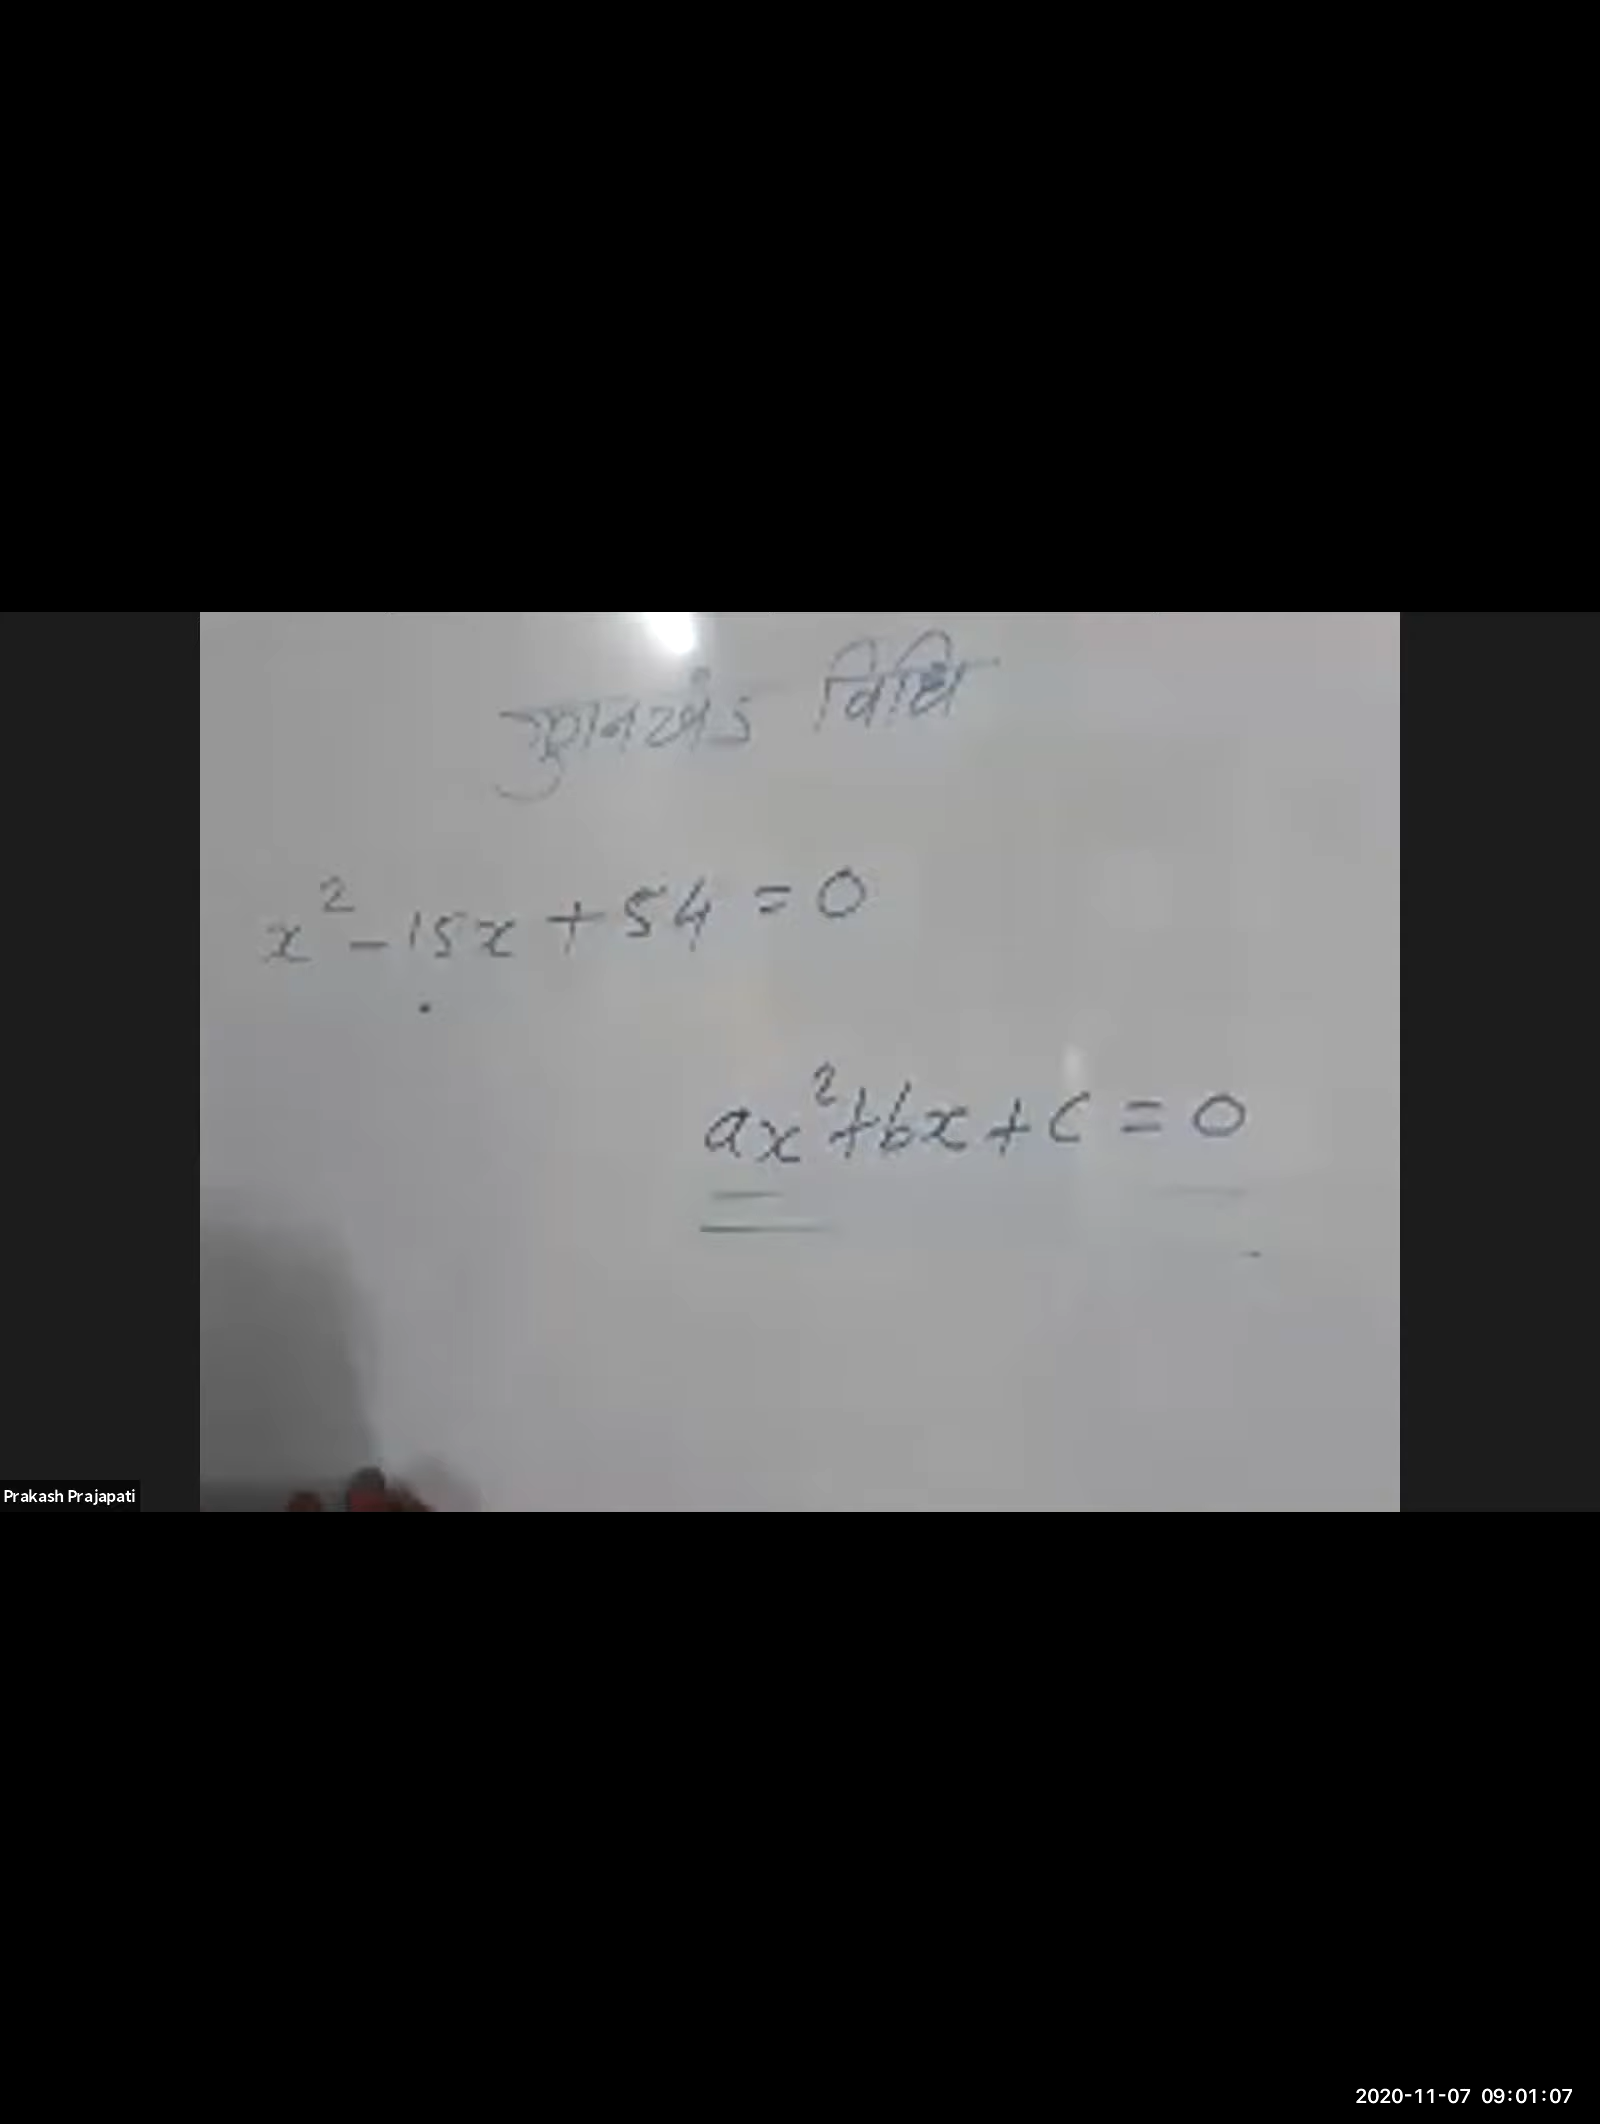 गुणनखंड विधि
x² - 15x + 54 = 0
ax² + bx + c = 0
Prakash Prajapati
2020-11-07 09:01:07